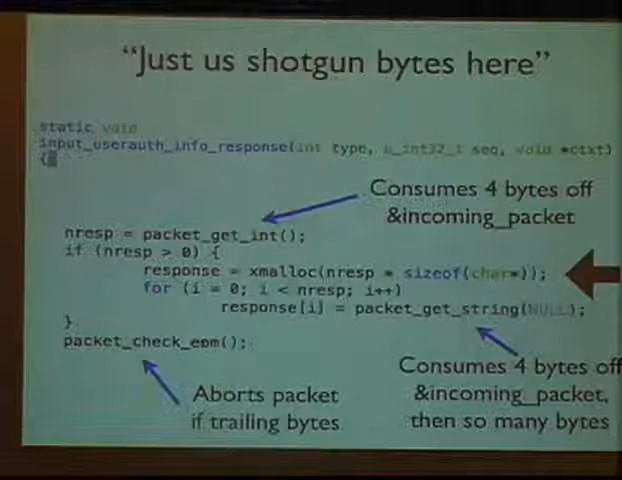 “Just us shotgun bytes here”
static void
input_userauth_info_response(int type, u_int32_t seq, void *ctxt)
{
Consumes 4 bytes off
&incoming_packet
nresp = packet_get_int();
if (nresp > 0) {
response = xmalloc(nresp * sizeof(char*));
for (i = 0; i < nresp; i++)
response[i] = packet_get_string(NULL);
}
packet_check_eom();
Consumes 4 bytes off
&incoming_packet,
then so many bytes
Aborts packet
if trailing bytes